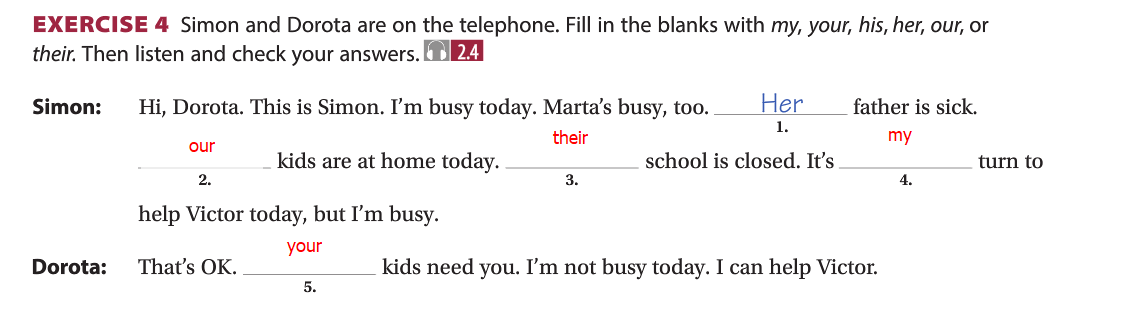 EXERCISE 4 Simon and Dorota are on the telephone. Fill in the blanks with my, your, his, her, our, or
their. Then listen and check your answers. 2.4
Simon: Hi, Dorota. This is Simon. I'm busy today. Marta's busy, too. Her father is sick.
1.
our kids are at home today. their school is closed. It's my turn to
2. 3. 4.
help Victor today, but I'm busy.
Dorota: That's OK. your kids need you. I'm not busy today. I can help Victor.
5.